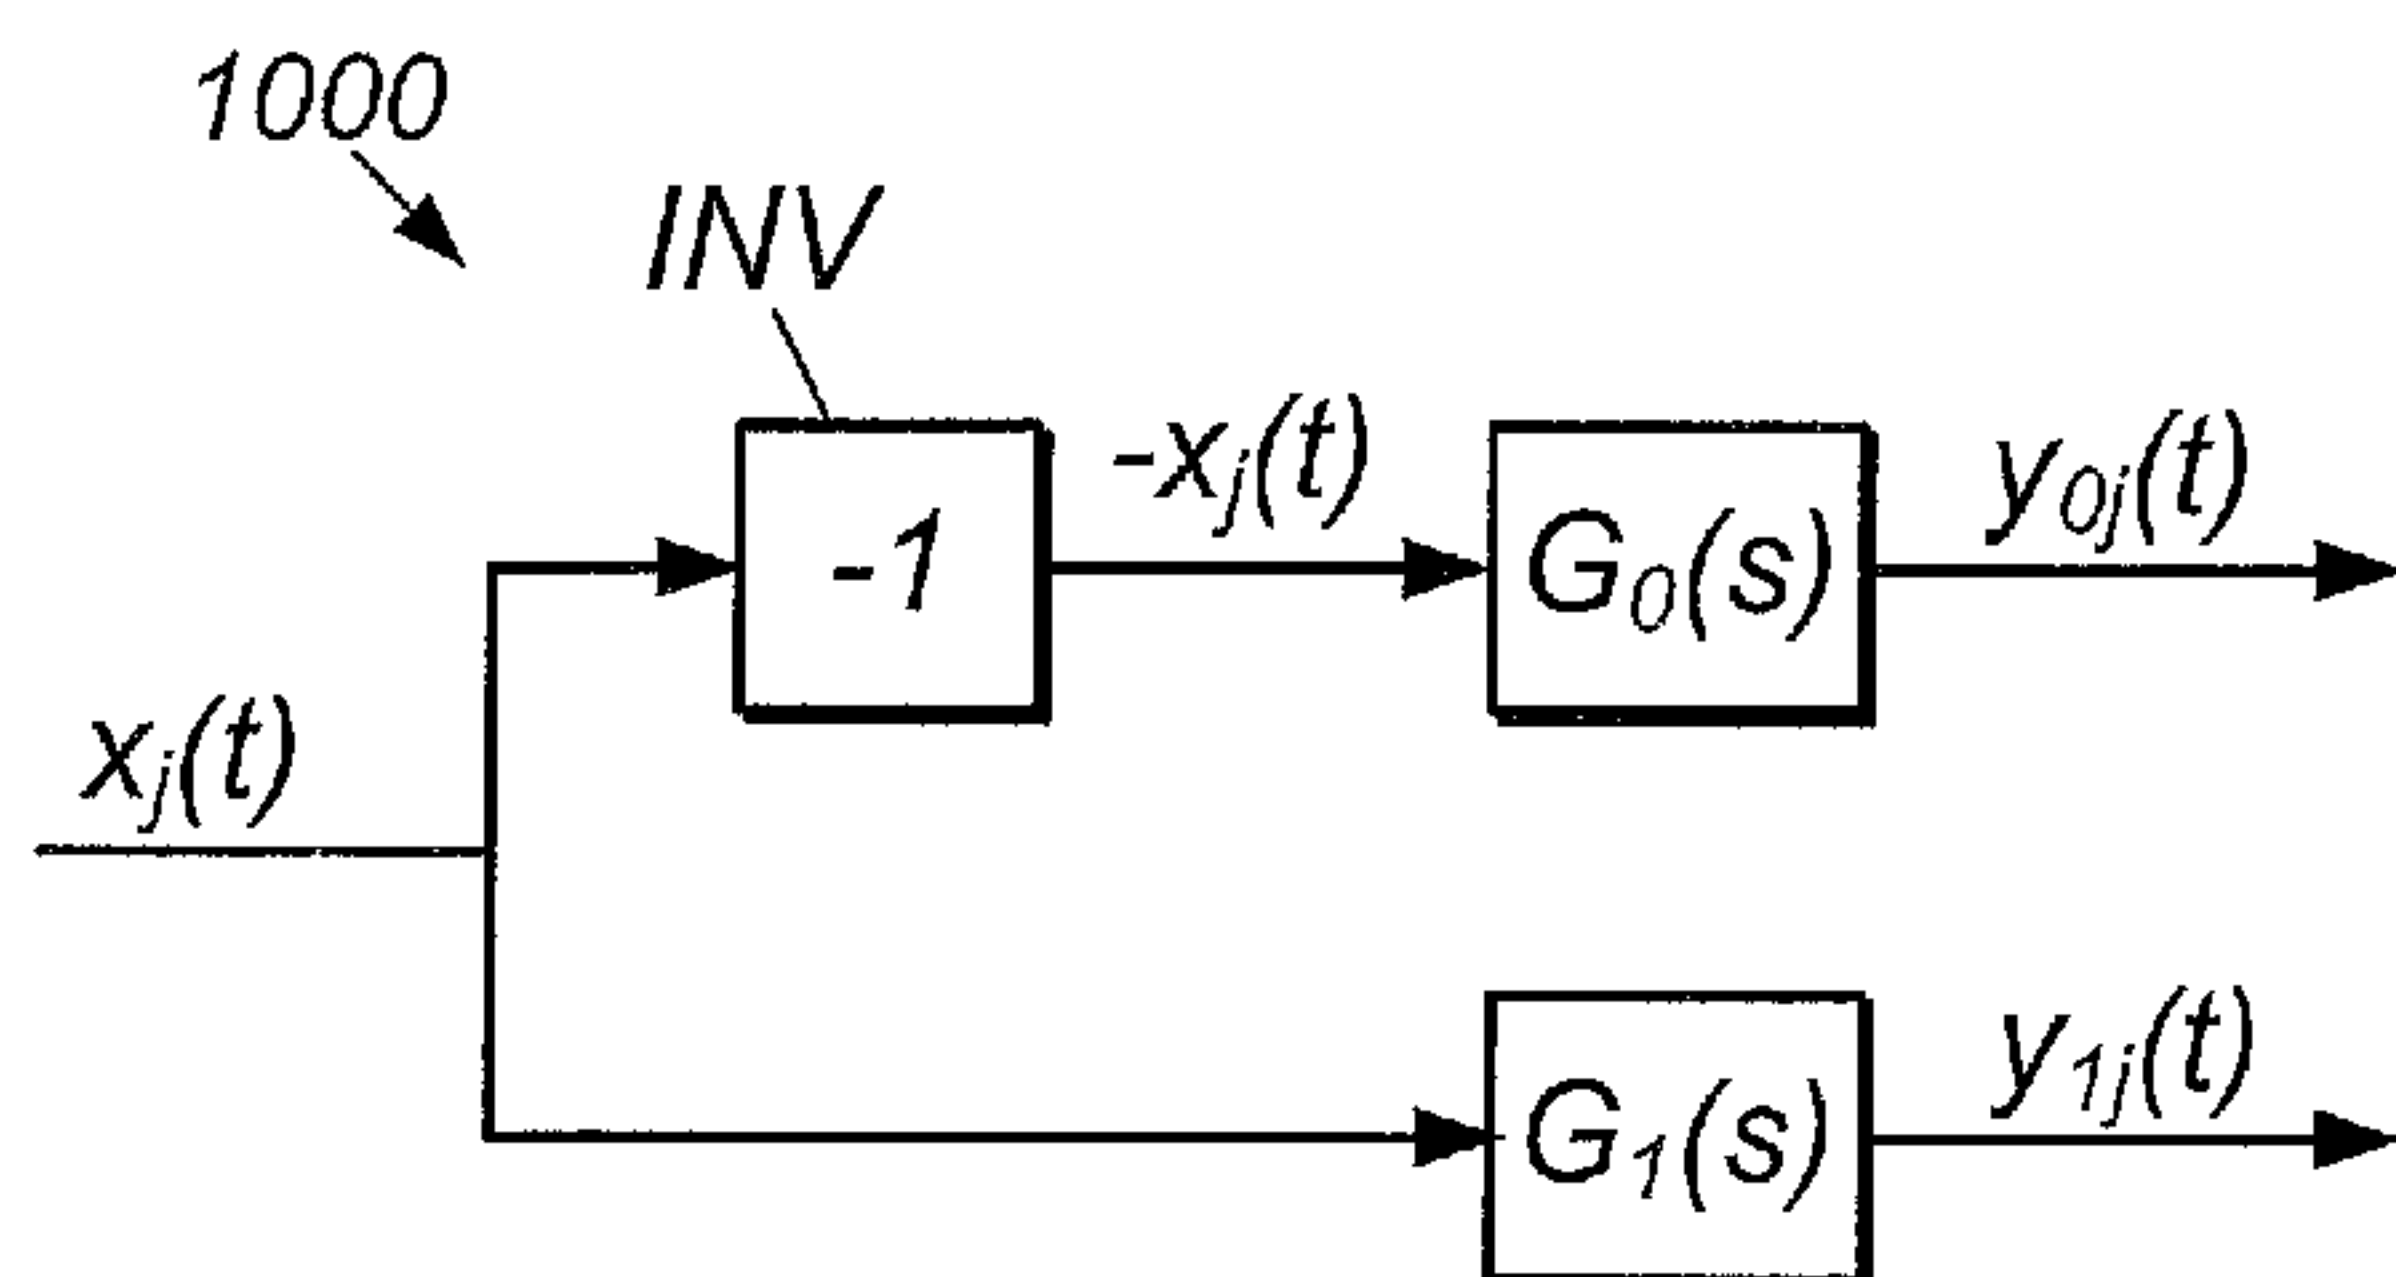 1000
INV
-xⱼ(t)
y₀ⱼ(t)
-1
G₀(s)
xⱼ(t)
y₁ⱼ(t)
G₁(s)